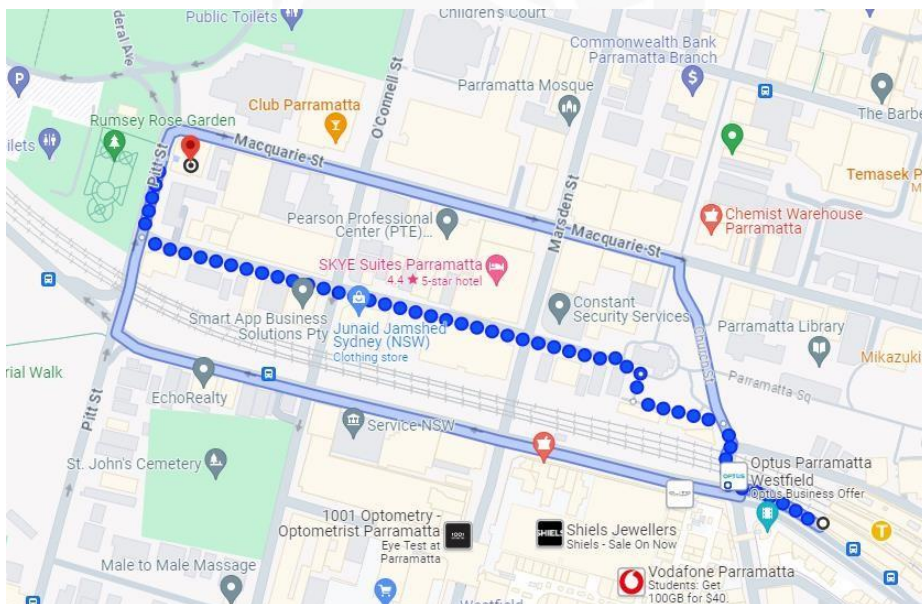 Public Toilets
Children's Court
deral Ave
O'Connell St
Commonwealth Bank
Parramatta Branch
P
$
Parramatta Mosque
The Barbe
Club Parramatta
Rumsey Rose Garden
ilets
Macquarie St
Pitt St
Marsden St
Temasek P
M
Pearson Professional
Center (PTE)...
Chemist Warehouse
Parramatta
Macquarie St
SKYE Suites Parramatta
4.4 ★ 5-star hotel
Smart App Business
Solutions Pty
Junaid Jamshed
Sydney (NSW)
Clothing store
Constant
Security Services
Church St
Parramatta Library
Mikazuki
Parramatta Sq
rial Walk
EchoRealty
Pitt St
Service NSW
St. John's Cemetery
OPTUS
Optus Parramatta
Westfield
Optus Business Offer
1001 Optometry -
Optometrist Parramatta
Eye Test at
Parramatta
1001
SHIELS
Shiels Jewellers
Shiels - Sale On Now
T
Male to Male Massage
Vodafone Parramatta
Students: Get
100GB for $40
Westfield